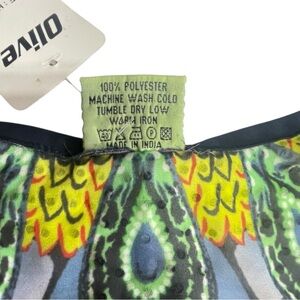 Olive
100% POLYESTER
MACHINE WASH COLD
TUMBLE DRY LOW
WARM IRON
MADE IN INDIA